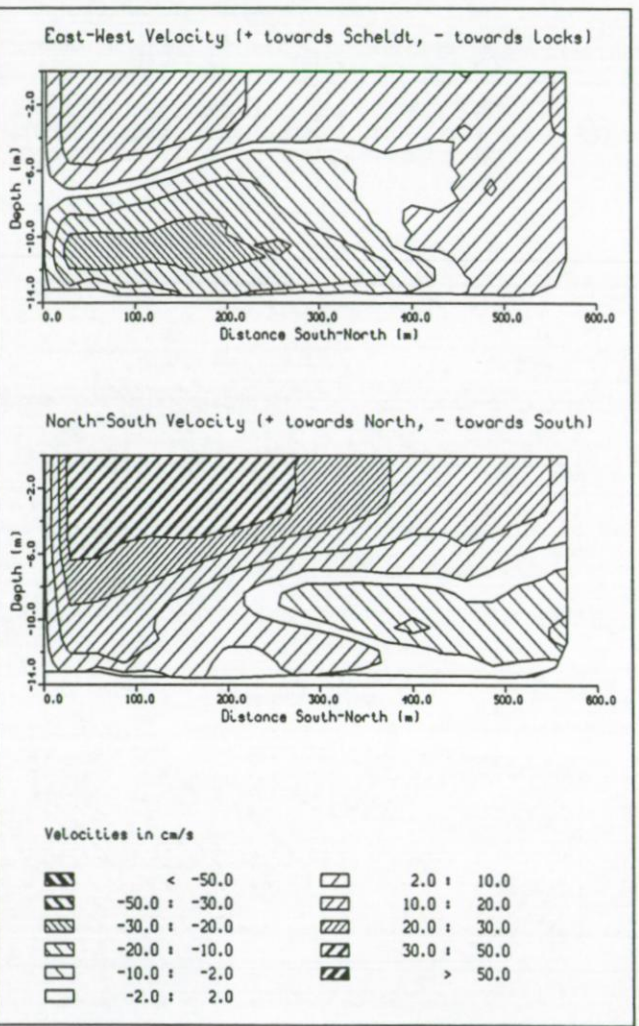 East-West Velocity (+ towards Scheldt, - towards locks)
-2.0
-6.0
-10.0
-14.0
Depth (m)
0.0 100.0 200.0 300.0 400.0 500.0 600.0
Distance South-North (m)
North-South Velocity (+ towards North, - towards South)
-2.0
-6.0
-10.0
-14.0
Depth (m)
0.0 100.0 200.0 300.0 400.0 500.0 600.0
Distance South-North (m)
Velocities in cm/s
< -50.0
-50.0 : -30.0
-30.0 : -20.0
-20.0 : -10.0
-10.0 : -2.0
-2.0 : 2.0
2.0 : 10.0
10.0 : 20.0
20.0 : 30.0
30.0 : 50.0
> 50.0